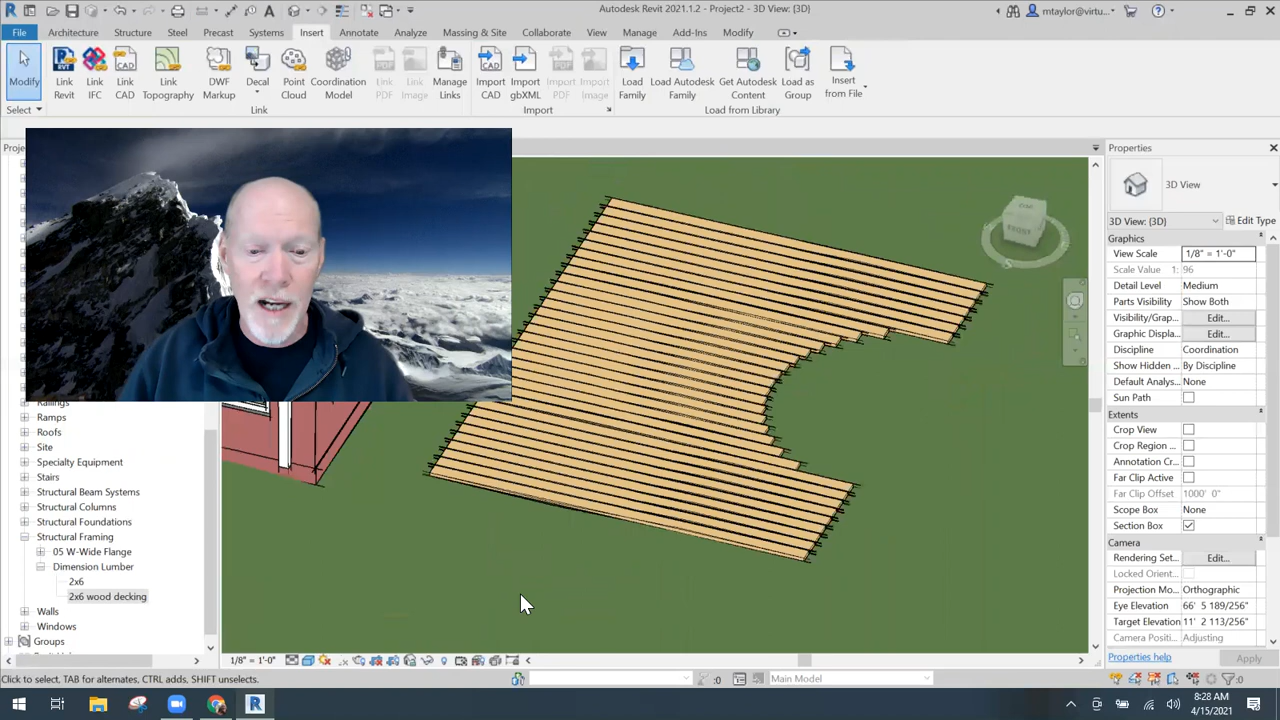 Autodesk Revit 2021.1.2 - Project2 - 3D View: {3D}
mtaylor@virtu...
File Architecture Structure Steel Precast Systems Insert Annotate Analyze Massing & Site Collaborate View Manage Add-Ins Modify
Modify
Link Revit
Link IFC
Link CAD
Link Topography
DWF Markup
Decal
Point Cloud
Coordination Model
Link PDF
Link Image
Manage Links
Import CAD
Import gbXML
Import PDF
Import Image
Load Family
Load Autodesk Family
Get Autodesk Content
Load as Group
Insert from File
Select Link Import Load from Library
Proje
Properties
3D View
3D View: {3D} Edit Type
Graphics
View Scale 1/8" = 1'-0"
Scale Value 1: 96
Detail Level Medium
Parts Visibility Show Both
Visibility/Grap... Edit...
Graphic Displa... Edit...
Discipline Coordination
Show Hidden ... By Discipline
Default Analys... None
Sun Path
Extents
Crop View
Crop Region ...
Annotation Cr...
Far Clip Active
Far Clip Offset 1000' 0"
Scope Box None
Section Box
Camera
Rendering Set... Edit...
Locked Orient...
Projection Mo... Orthographic
Eye Elevation 66' 5 189/256"
Target Elevation 11' 2 113/256"
Camera Positi... Adjusting
Properties help Apply
FRONT
Railings
Ramps
Roofs
Site
Specialty Equipment
Stairs
Structural Beam Systems
Structural Columns
Structural Foundations
Structural Framing
05 W-Wide Flange
Dimension Lumber
2x6
2x6 wood decking
Walls
Windows
Groups
1/8" = 1'-0"
Click to select, TAB for alternates, CTRL adds, SHIFT unselects.
:0
Main Model
:0
8:28 AM
4/15/2021